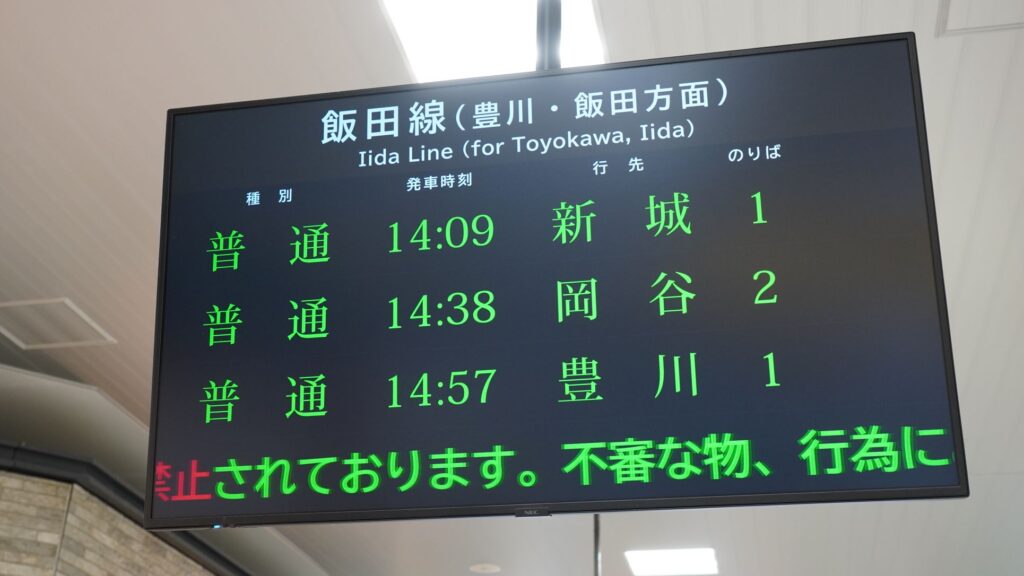 飯田線(豊川・飯田方面)
Iida Line (for Toyokawa, Iida)
種別 発車時刻 行先 のりば
普通 14:09 新城 1
普通 14:38 岡谷 2
普通 14:57 豊川 1
禁止されております。不審な物、行為に
NEC